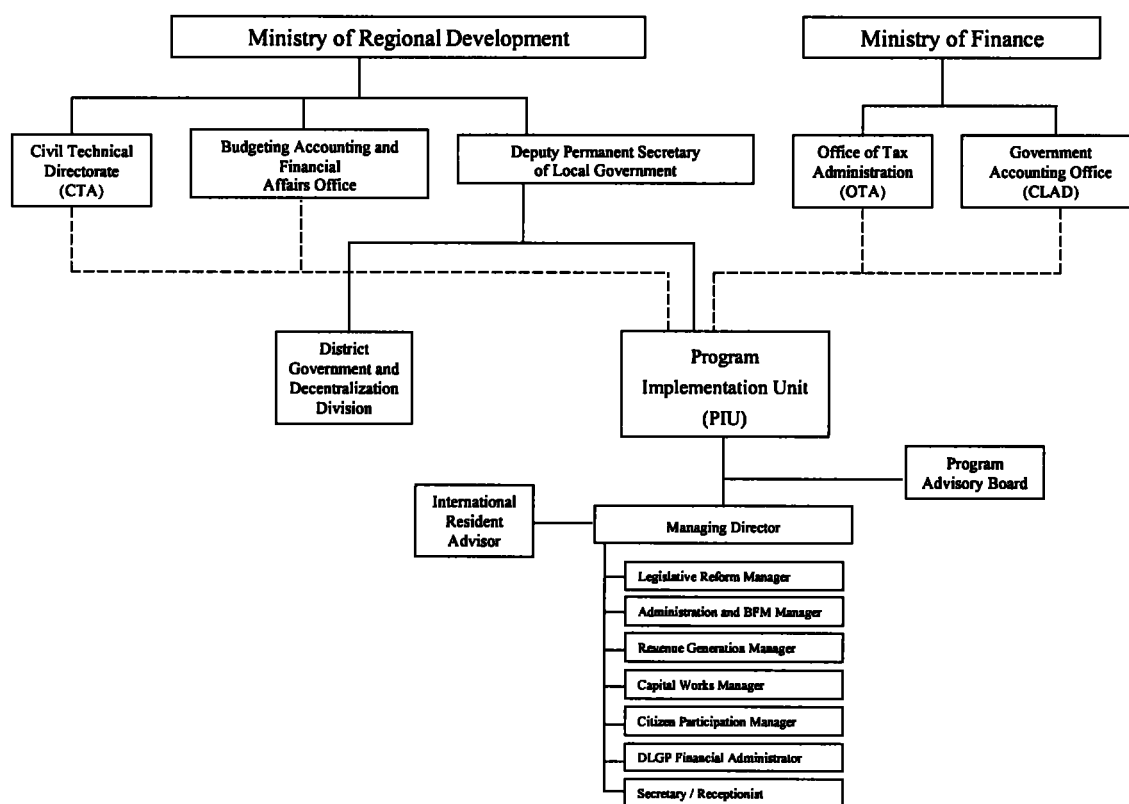 Ministry of Regional Development
Ministry of Finance
Civil Technical
Directorate
(CTA)
Budgeting Accounting and
Financial
Affairs Office
Deputy Permanent Secretary
of Local Government
Office of Tax
Administration
(OTA)
Government
Accounting Office
(CLAD)
District
Government and
Decentralization
Division
Program
Implementation Unit
(PIU)
Program
Advisory Board
International
Resident
Advisor
Managing Director
Legislative Reform Manager
Administration and BFM Manager
Revenue Generation Manager
Capital Works Manager
Citizen Participation Manager
DLGP Financial Administrator
Secretary / Receptionist